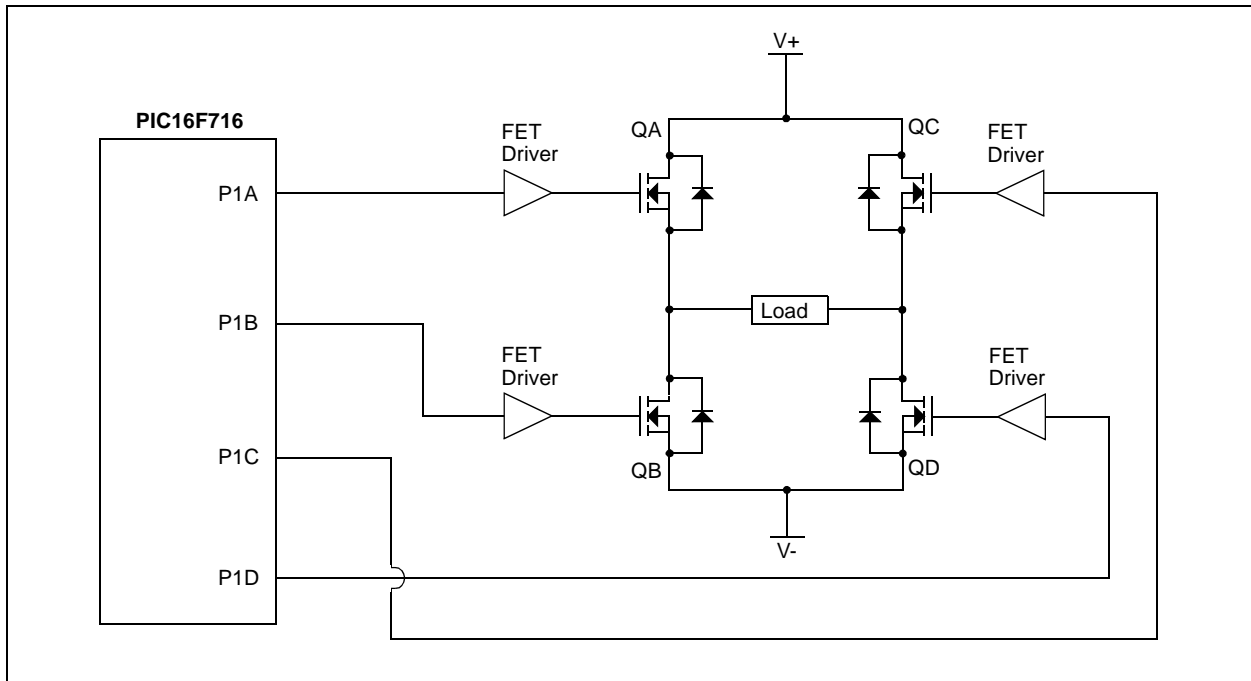 V+
PIC16F716
FET
Driver
QA
QC
FET
Driver
P1A
Load
P1B
FET
Driver
FET
Driver
P1C
QB
QD
V-
P1D